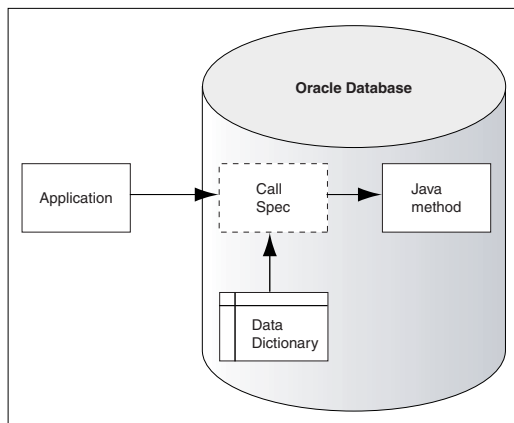 Oracle Database
Application
Call
Spec
Java
method
Data
Dictionary